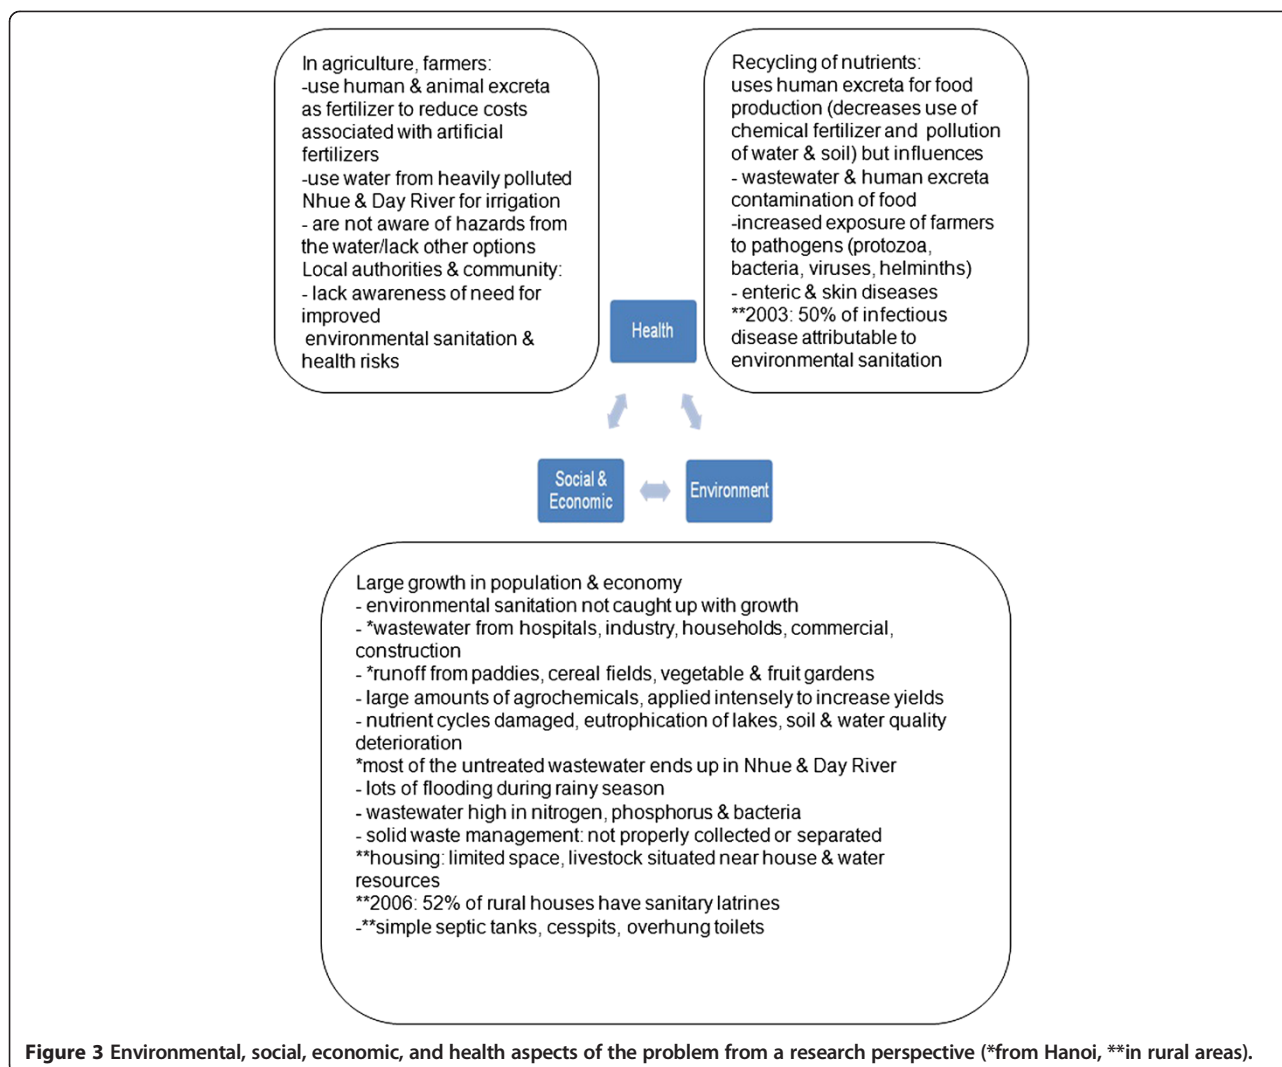 In agriculture, farmers:
-use human & animal excreta
as fertilizer to reduce costs
associated with artificial
fertilizers
-use water from heavily polluted
Nhue & Day River for irrigation
- are not aware of hazards from
the water/lack other options
Local authorities & community:
- lack awareness of need for
improved
environmental sanitation &
health risks
Recycling of nutrients:
uses human excreta for food
production (decreases use of
chemical fertilizer and pollution
of water & soil) but influences
- wastewater & human excreta
contamination of food
-increased exposure of farmers
to pathogens (protozoa,
bacteria, viruses, helminths)
- enteric & skin diseases
**2003: 50% of infectious
disease attributable to
environmental sanitation
Health
Social &
Economic
Environment
Large growth in population & economy
- environmental sanitation not caught up with growth
- *wastewater from hospitals, industry, households, commercial,
construction
- *runoff from paddies, cereal fields, vegetable & fruit gardens
- large amounts of agrochemicals, applied intensely to increase yields
- nutrient cycles damaged, eutrophication of lakes, soil & water quality
deterioration
*most of the untreated wastewater ends up in Nhue & Day River
- lots of flooding during rainy season
- wastewater high in nitrogen, phosphorus & bacteria
- solid waste management: not properly collected or separated
**housing: limited space, livestock situated near house & water
resources
**2006: 52% of rural houses have sanitary latrines
-**simple septic tanks, cesspits, overhung toilets
Figure 3 Environmental, social, economic, and health aspects of the problem from a research perspective (*from Hanoi, **in rural areas).